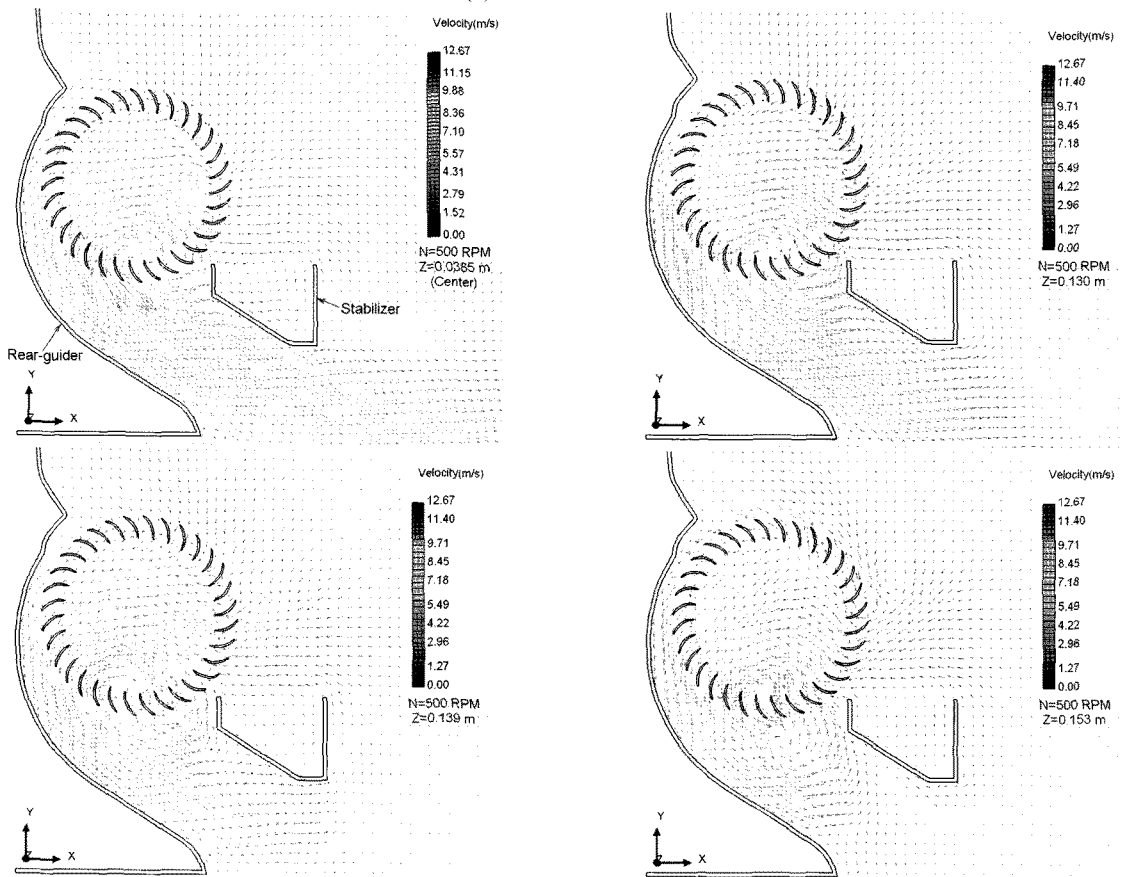 Velocity(m/s)
12.67
11.15
9.88
8.36
7.10
5.57
4.31
2.79
1.52
0.00
N=500 RPM
Z=0.0385 m
(Center)
Stabilizer
Rear-guider
Y
Z
X
Velocity(m/s)
12.67
11.40
9.71
8.45
7.18
5.49
4.22
2.96
1.27
0.00
N=500 RPM
Z=0.130 m
Y
Z
X
Velocity(m/s)
12.67
11.40
9.71
8.45
7.18
5.49
4.22
2.96
1.27
0.00
N=500 RPM
Z=0.139 m
Y
Z
X
Velocity(m/s)
12.67
11.40
9.71
8.45
7.18
5.49
4.22
2.96
1.27
0.00
N=500 RPM
Z=0.153 m
Y
Z
X